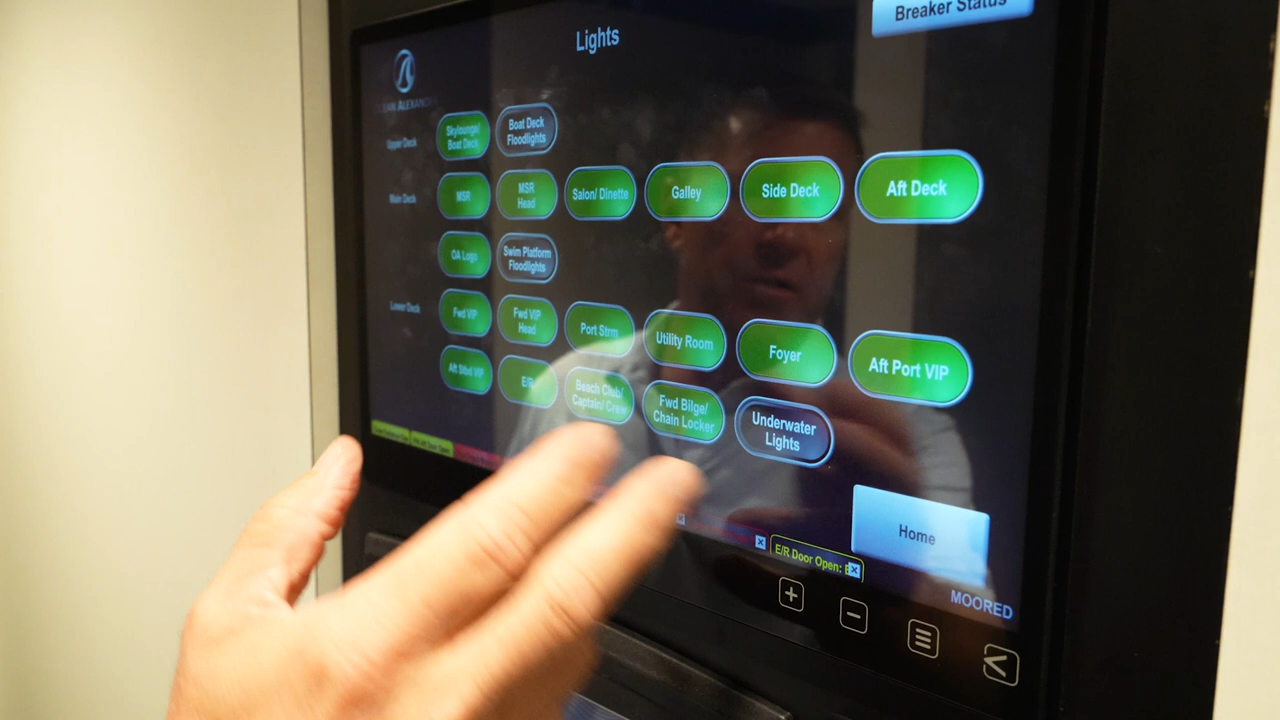 Lights
Breaker Status
ALEXANDER
Upper Deck
Skylounge/
Boat Deck
Boat Deck
Floodlights
Main Deck
MSR
MSR
Head
Salon/ Dinette
Galley
Side Deck
Aft Deck
OA Logo
Swim Platform
Floodlights
Lower Deck
Fwd VIP
Fwd VIP
Head
Port Strm
Utility Room
Foyer
Aft Port VIP
Aft Stbd VIP
E/R
Beach Club/
Captain/ Crew
Fwd Bilge/
Chain Locker
Underwater
Lights
Home
E/R Door Open:
MOORED